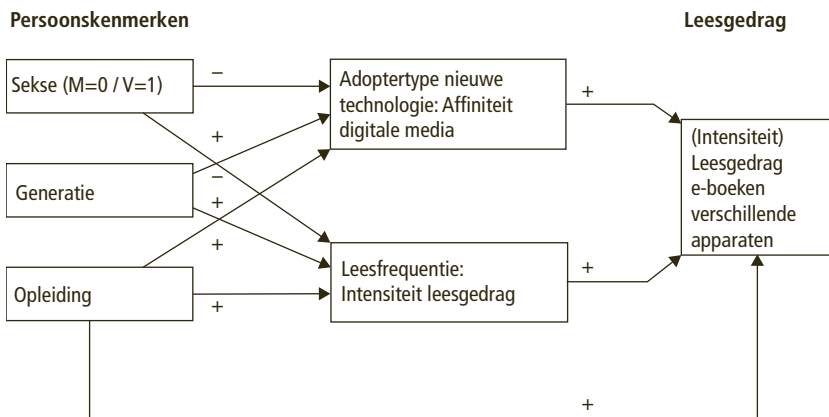 Persoonskenmerken
Leesgedrag
Sekse (M=0 / V=1)
–
Adoptertype nieuwe
technologie: Affiniteit
digitale media
+
(Intensiteit)
Leesgedrag
e-boeken
verschillende
apparaten
+
–
Generatie
+
+
Leesfrequentie:
Intensiteit leesgedrag
+
Opleiding
+
+